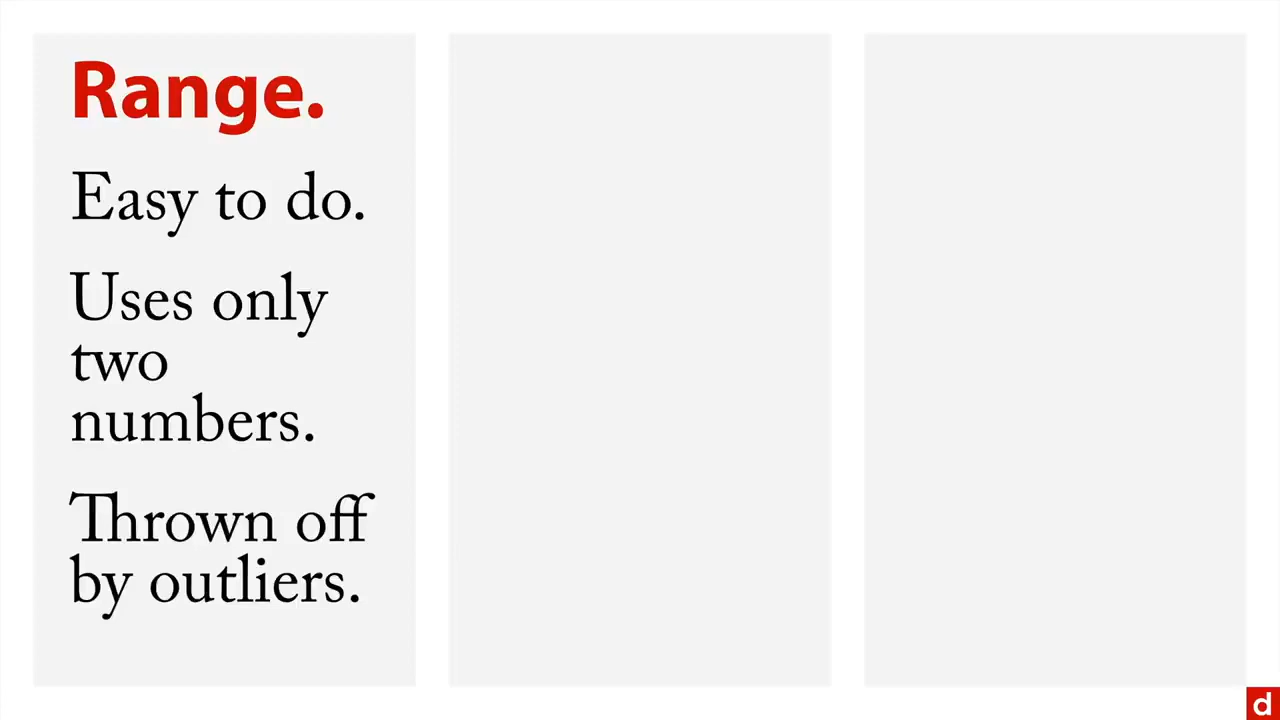 Range.
Easy to do.
Uses only
two
numbers.
Thrown off
by outliers.
d